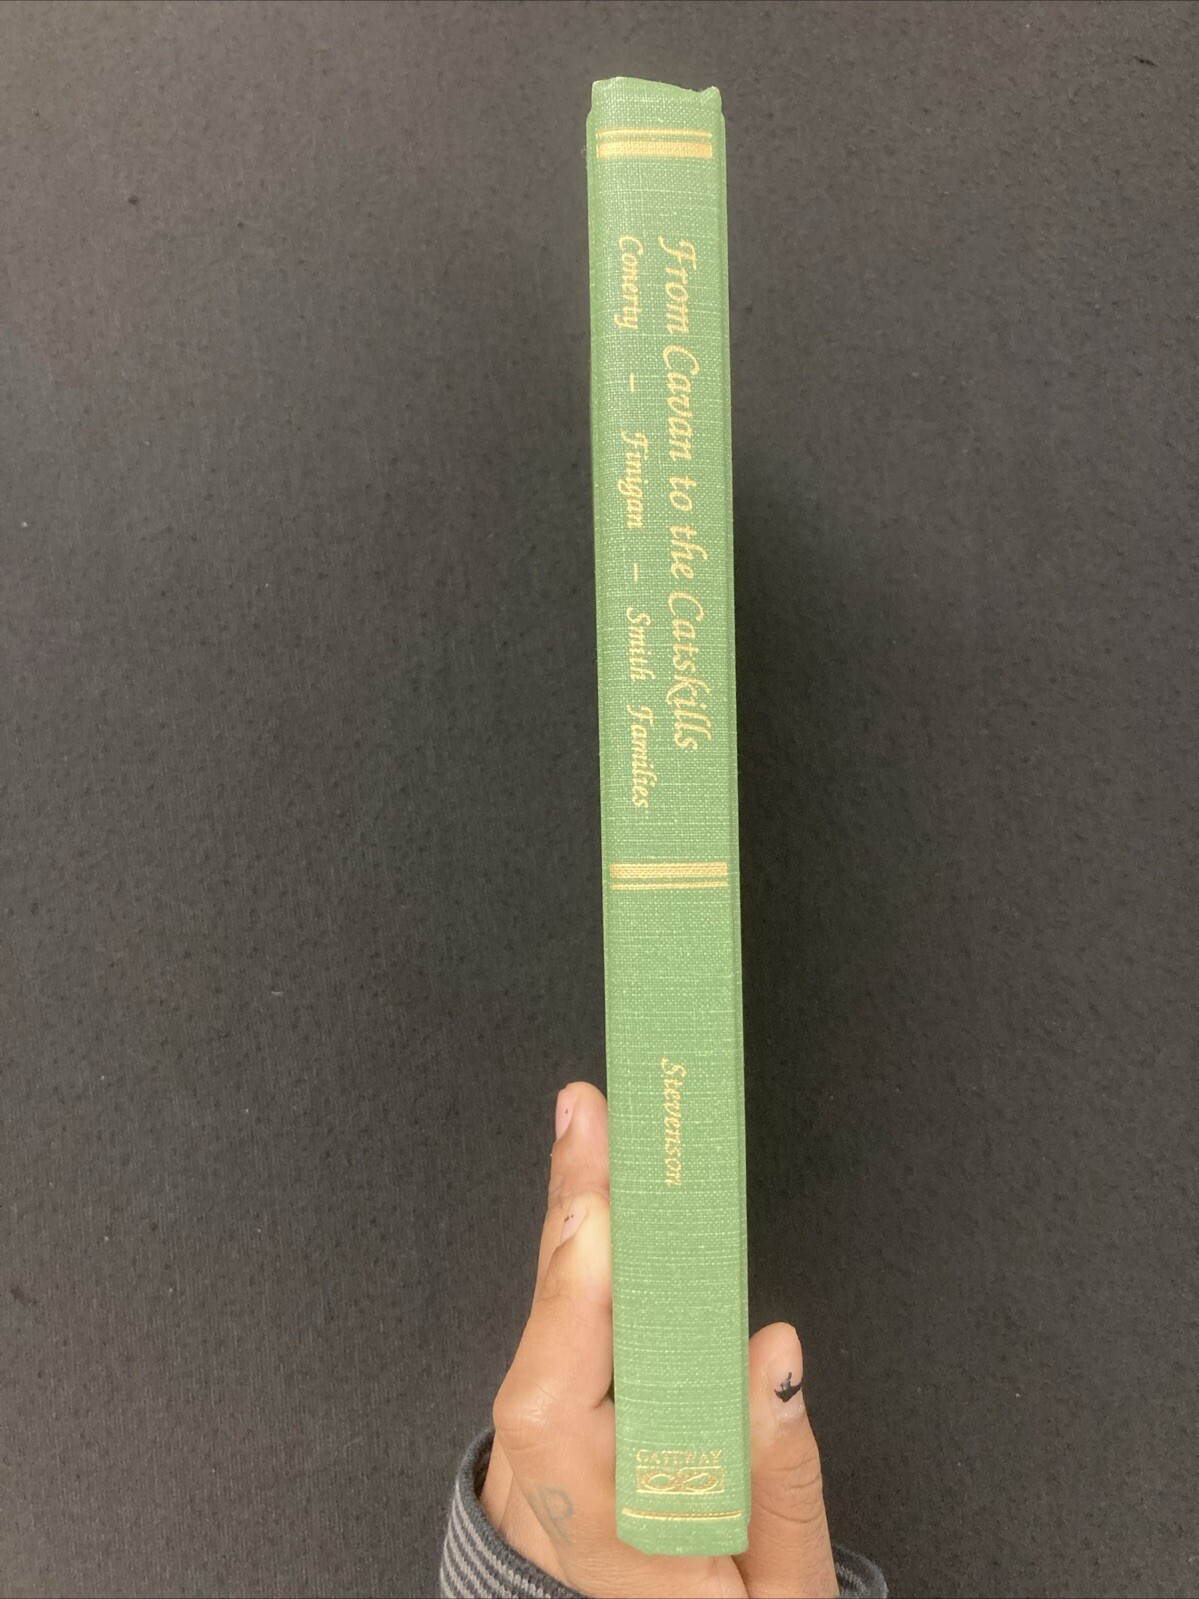 From Cavan to the Catskills
Conerty – Finigan – Smith Families
Stevenson
GATEWAY